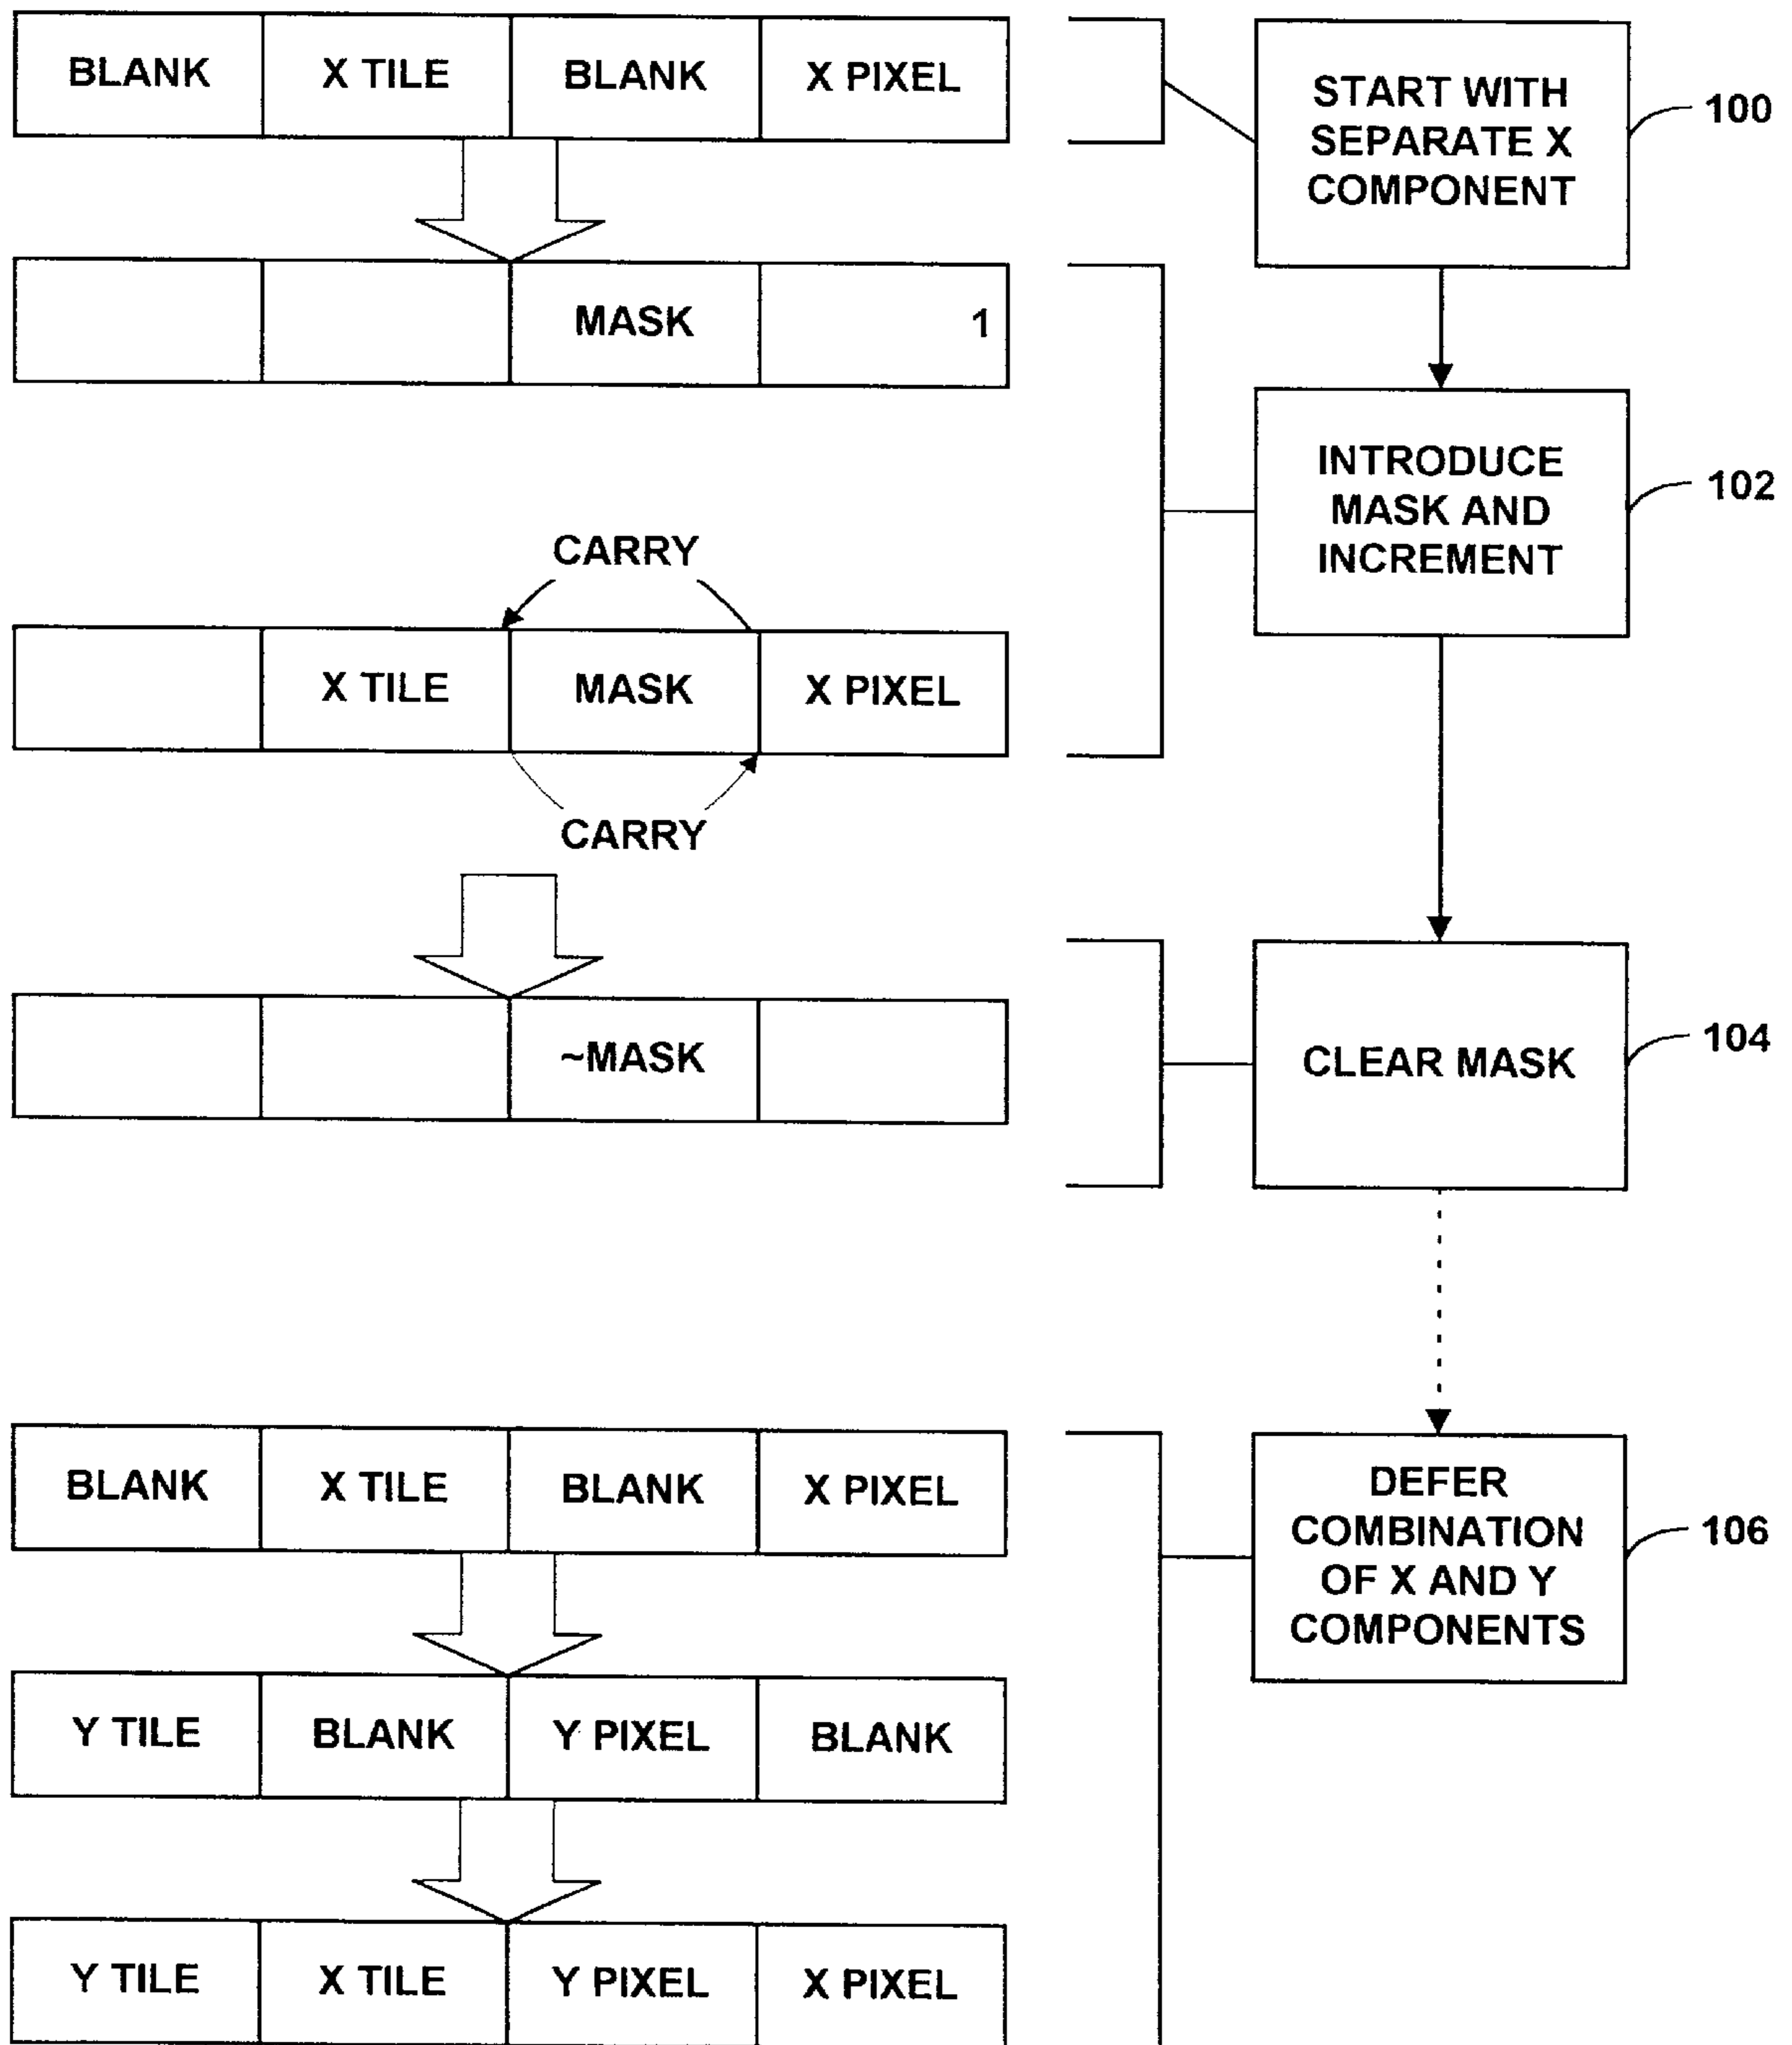 BLANK X TILE BLANK X PIXEL
START WITH
SEPARATE X
COMPONENT
100
MASK 1
INTRODUCE
MASK AND
INCREMENT
102
CARRY
X TILE MASK X PIXEL
CARRY
~MASK
CLEAR MASK
104
BLANK X TILE BLANK X PIXEL
DEFER
COMBINATION
OF X AND Y
COMPONENTS
106
Y TILE BLANK Y PIXEL BLANK
Y TILE X TILE Y PIXEL X PIXEL